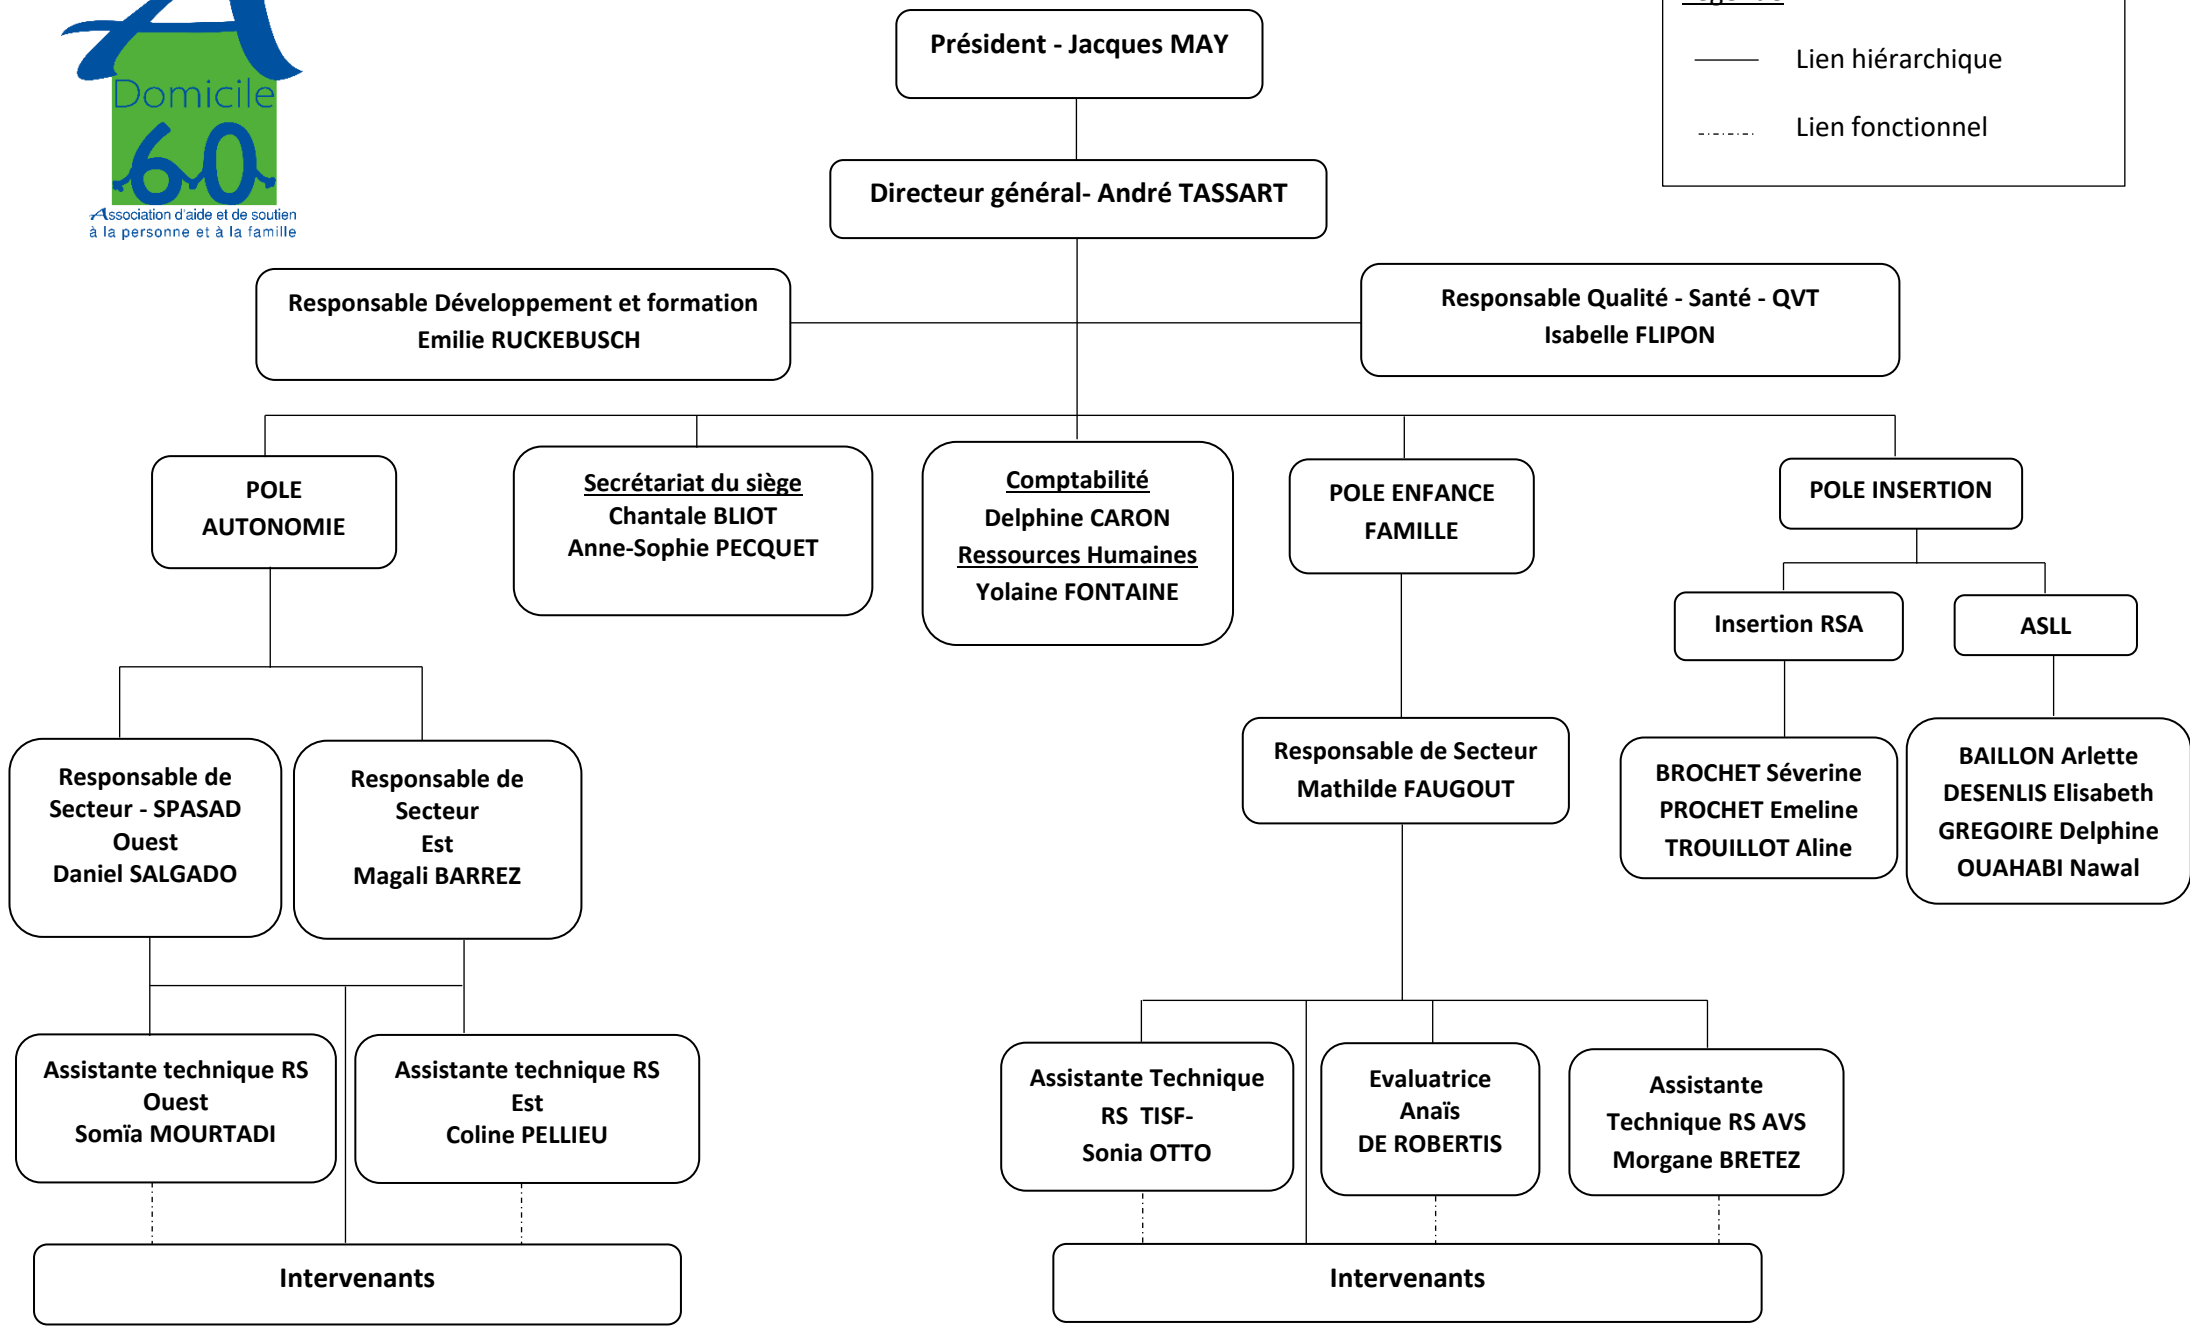 A
Domicile
60
Association d'aide et de soutien
à la personne et à la famille
Président - Jacques MAY
Lien hiérarchique
Lien fonctionnel
Directeur général- André TASSART
Responsable Développement et formation
Emilie RUCKEBUSCH
Responsable Qualité - Santé - QVT
Isabelle FLIPON
POLE
AUTONOMIE
Secrétariat du siège
Chantale BLIOT
Anne-Sophie PECQUET
Comptabilité
Delphine CARON
Ressources Humaines
Yolaine FONTAINE
POLE ENFANCE
FAMILLE
POLE INSERTION
Insertion RSA
ASLL
Responsable de
Secteur - SPASAD
Ouest
Daniel SALGADO
Responsable de
Secteur
Est
Magali BARREZ
Responsable de Secteur
Mathilde FAUGOUT
BROCHET Séverine
PROCHET Emeline
TROUILLOT Aline
BAILLON Arlette
DESENLIS Elisabeth
GREGOIRE Delphine
OUAHABI Nawal
Assistante technique RS
Ouest
Somïa MOURTADI
Assistante technique RS
Est
Coline PELLIEU
Assistante Technique
RS  TISF-
Sonia OTTO
Evaluatrice
Anaïs
DE ROBERTIS
Assistante
Technique RS AVS
Morgane BRETEZ
Intervenants
Intervenants